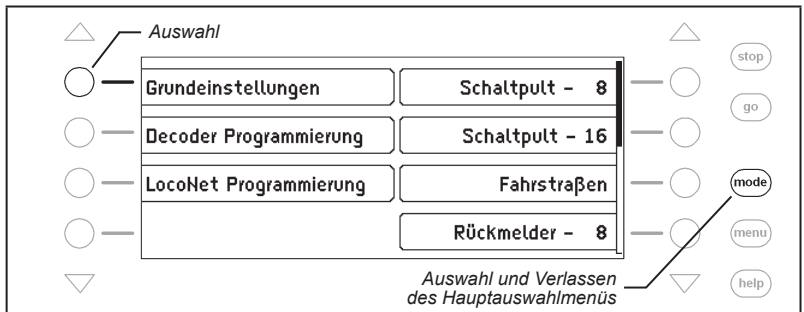 Auswahl
stop
Grundeinstellungen
Schaltpult – 8
go
Decoder Programmierung
Schaltpult – 16
LocoNet Programmierung
Fahrstraßen
mode
Rückmelder – 8
menu
Auswahl und Verlassen
des Hauptauswahlmenüs
help